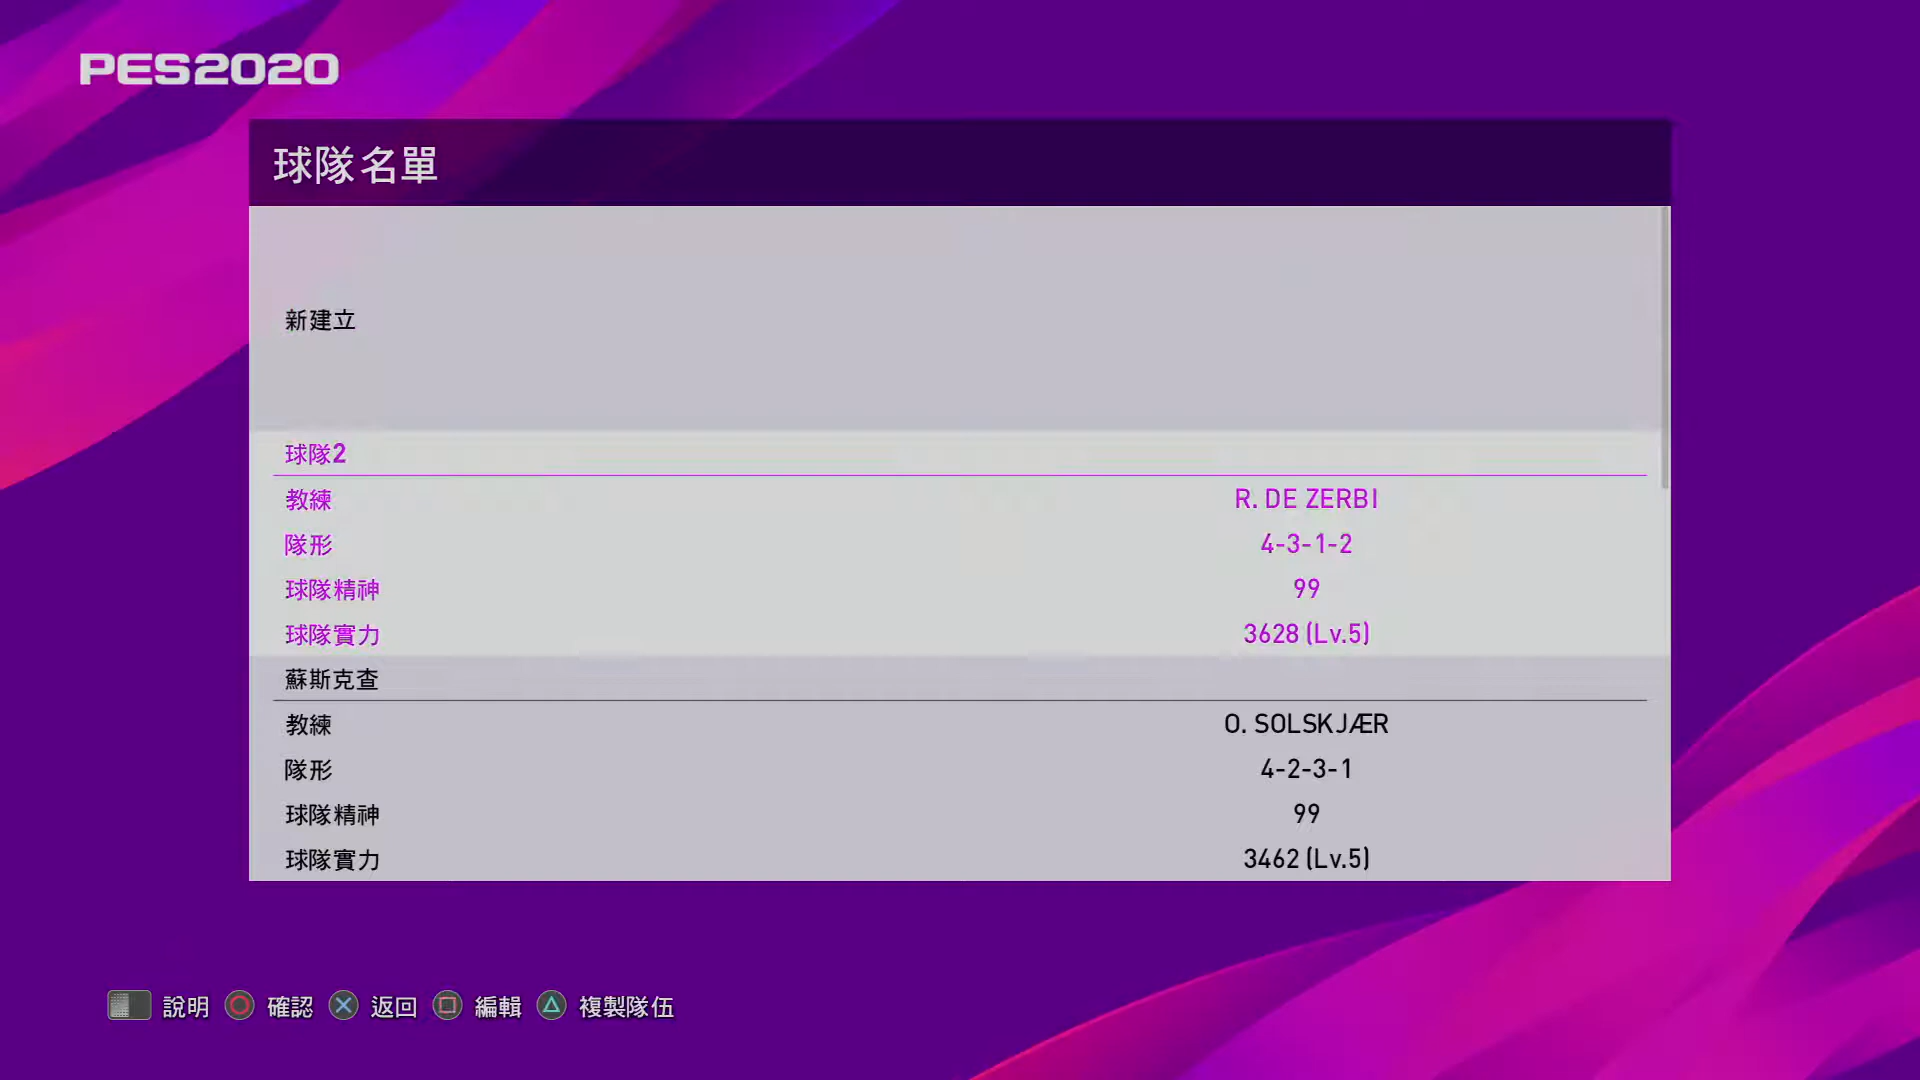 PES2020
球隊名單
新建立
球隊2
教練 R. DE ZERBI
隊形 4-3-1-2
球隊精神 99
球隊實力 3628 (Lv.5)
蘇斯克查
教練 O. SOLSKJÆR
隊形 4-2-3-1
球隊精神 99
球隊實力 3462 (Lv.5)
說明 確認 返回 編輯 複製隊伍